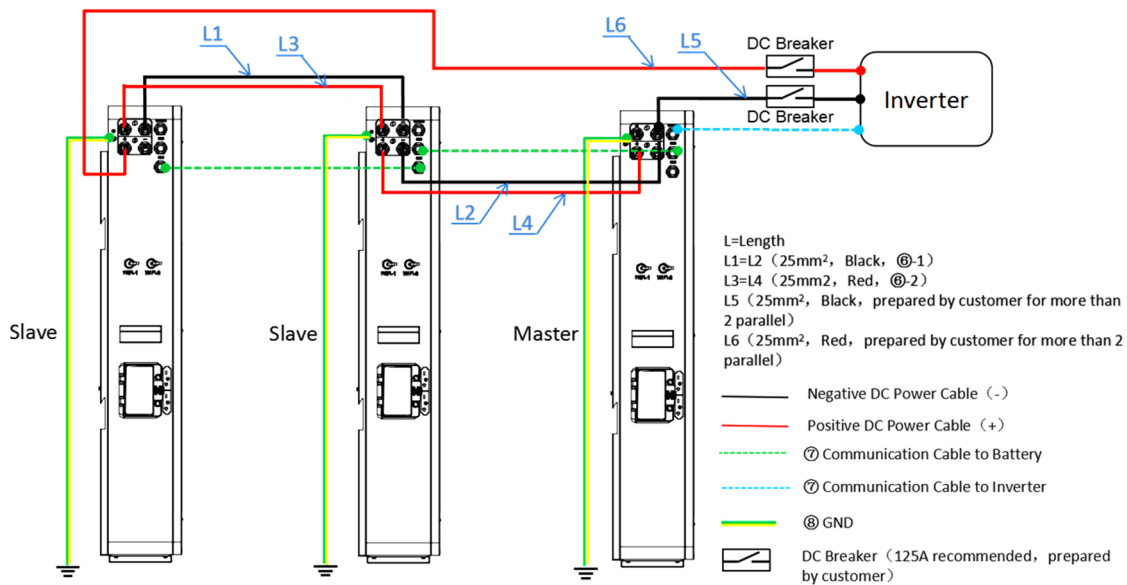 L1
L3
L6
L5
DC Breaker
DC Breaker
Inverter
L2
L4
Slave
Slave
Master
L=Length
L1=L2（25mm²，Black，⑥-1）
L3=L4（25mm2，Red，⑥-2）
L5（25mm²，Black，prepared by customer for more than
2 parallel）
L6（25mm²，Red，prepared by customer for more than 2
parallel）
Negative DC Power Cable（-）
Positive DC Power Cable（+）
⑦ Communication Cable to Battery
⑦ Communication Cable to Inverter
⑧ GND
DC Breaker（125A recommended，prepared
by customer）